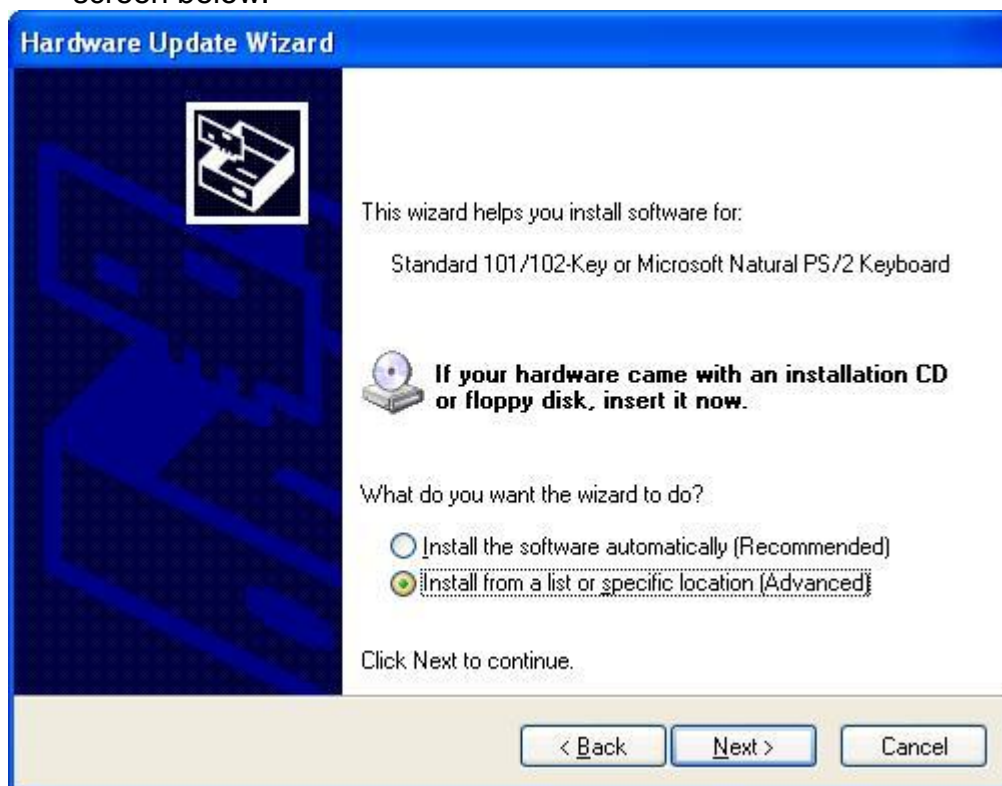 screen below.
Hardware Update Wizard
This wizard helps you install software for:
Standard 101/102-Key or Microsoft Natural PS/2 Keyboard
If your hardware came with an installation CD
or floppy disk, insert it now.
What do you want the wizard to do?
Install the software automatically (Recommended)
Install from a list or specific location (Advanced)
Click Next to continue.
< Back Next > Cancel